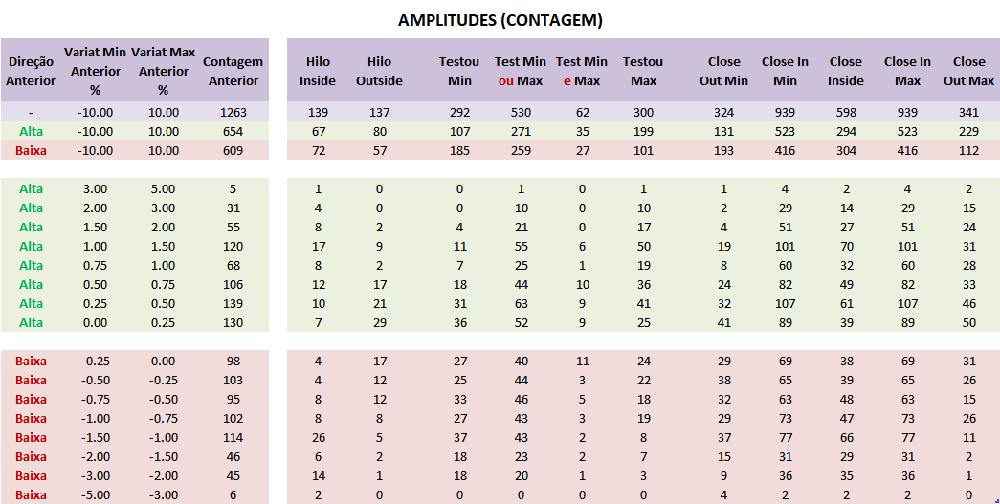 AMPLITUDES (CONTAGEM)
Direção Anterior Variat Min Anterior % Variat Max Anterior % Contagem Anterior Hilo Inside Hilo Outside Testou Min Test Min ou Max Test Min e Max Testou Max Close Out Min Close In Min Close Inside Close In Max Close Out Max
- -10.00 10.00 1263 139 137 292 530 62 300 324 939 598 939 341
Alta -10.00 10.00 654 67 80 107 271 35 199 131 523 294 523 229
Baixa -10.00 10.00 609 72 57 185 259 27 101 193 416 304 416 112
Alta 3.00 5.00 5 1 0 0 1 0 1 1 4 2 4 2
Alta 2.00 3.00 31 4 0 0 10 0 10 2 29 14 29 15
Alta 1.50 2.00 55 8 2 4 21 0 17 4 51 27 51 24
Alta 1.00 1.50 120 17 9 11 55 6 50 19 101 70 101 31
Alta 0.75 1.00 68 8 2 7 25 1 19 8 60 32 60 28
Alta 0.50 0.75 106 12 17 18 44 10 36 24 82 49 82 33
Alta 0.25 0.50 139 10 21 31 63 9 41 32 107 61 107 46
Alta 0.00 0.25 130 7 29 36 52 9 25 41 89 39 89 50
Baixa -0.25 0.00 98 4 17 27 40 11 24 29 69 38 69 31
Baixa -0.50 -0.25 103 4 12 25 44 3 22 38 65 39 65 26
Baixa -0.75 -0.50 95 8 12 33 46 5 18 32 63 48 63 15
Baixa -1.00 -0.75 102 8 8 27 43 3 19 29 73 47 73 26
Baixa -1.50 -1.00 114 26 5 37 43 2 8 37 77 66 77 11
Baixa -2.00 -1.50 46 6 2 18 23 2 7 15 31 29 31 2
Baixa -3.00 -2.00 45 14 1 18 20 1 3 9 36 35 36 1
Baixa -5.00 -3.00 6 2 0 0 0 0 0 4 2 2 2 0